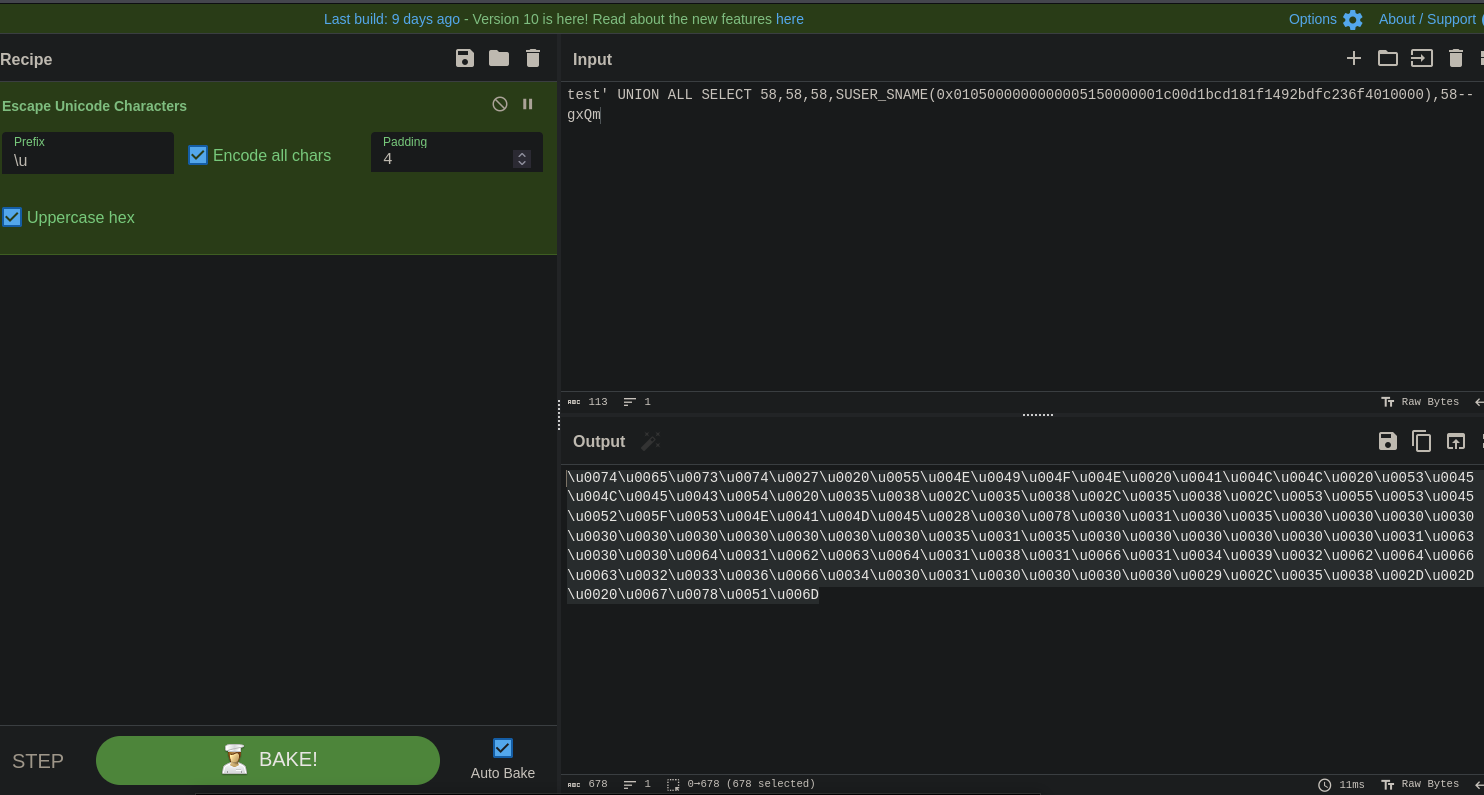 Last build: 9 days ago - Version 10 is here! Read about the new features here
Options
About / Support
Recipe
Escape Unicode Characters
Prefix
\u
Encode all chars
Padding
4
Uppercase hex
STEP
BAKE!
Auto Bake
Input
test' UNION ALL SELECT 58,58,58,SUSER_SNAME(0x0105000000000005150000001c00d1bcd181f1492bdfc236f4010000),58--
gxQm
ABC 113 1
Raw Bytes
Output
\u0074\u0065\u0073\u0074\u0027\u0020\u0055\u004E\u0049\u004F\u004E\u0020\u0041\u004C\u004C\u0020\u0053\u0045
\u004C\u0045\u0043\u0054\u0020\u0035\u0038\u002C\u0035\u0038\u002C\u0035\u0038\u002C\u0053\u0055\u0053\u0045
\u0052\u005F\u0053\u004E\u0041\u004D\u0045\u0028\u0030\u0078\u0030\u0031\u0030\u0035\u0030\u0030\u0030\u0030
\u0030\u0030\u0030\u0030\u0030\u0030\u0030\u0035\u0031\u0035\u0030\u0030\u0030\u0030\u0030\u0030\u0031\u0063
\u0030\u0030\u0064\u0031\u0062\u0063\u0064\u0031\u0038\u0031\u0066\u0031\u0034\u0039\u0032\u0062\u0064\u0066
\u0063\u0032\u0033\u0036\u0066\u0034\u0030\u0031\u0030\u0030\u0030\u0030\u0029\u002C\u0035\u0038\u002D\u002D
\u0020\u0067\u0078\u0051\u006D
ABC 678 1 0→678 (678 selected)
11ms Raw Bytes